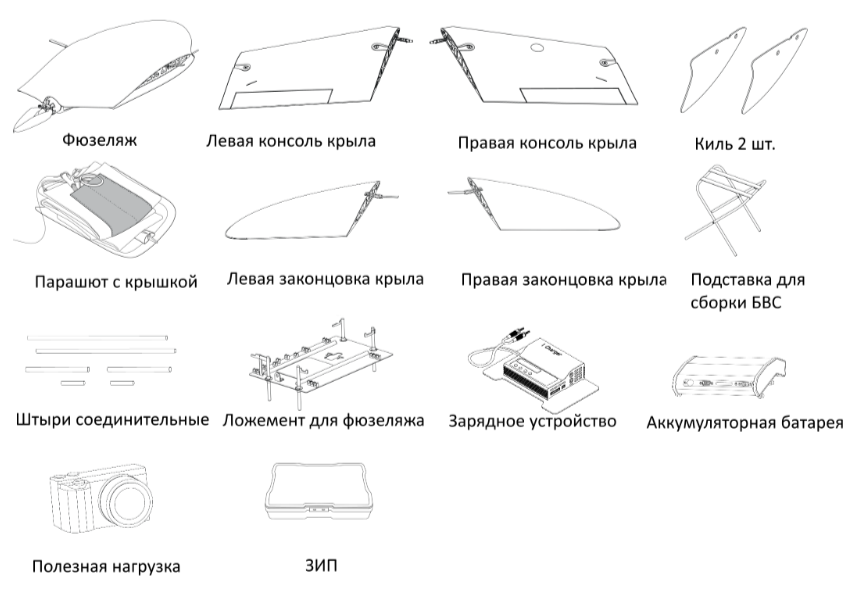 Фюзеляж
Левая консоль крыла
Правая консоль крыла
Киль 2 шт.
Парашют с крышкой
Левая законцовка крыла
Правая законцовка крыла
Подставка для
сборки БВС
Штыри соединительные
Ложемент для фюзеляжа
Зарядное устройство
Аккумуляторная батарея
Полезная нагрузка
ЗИП